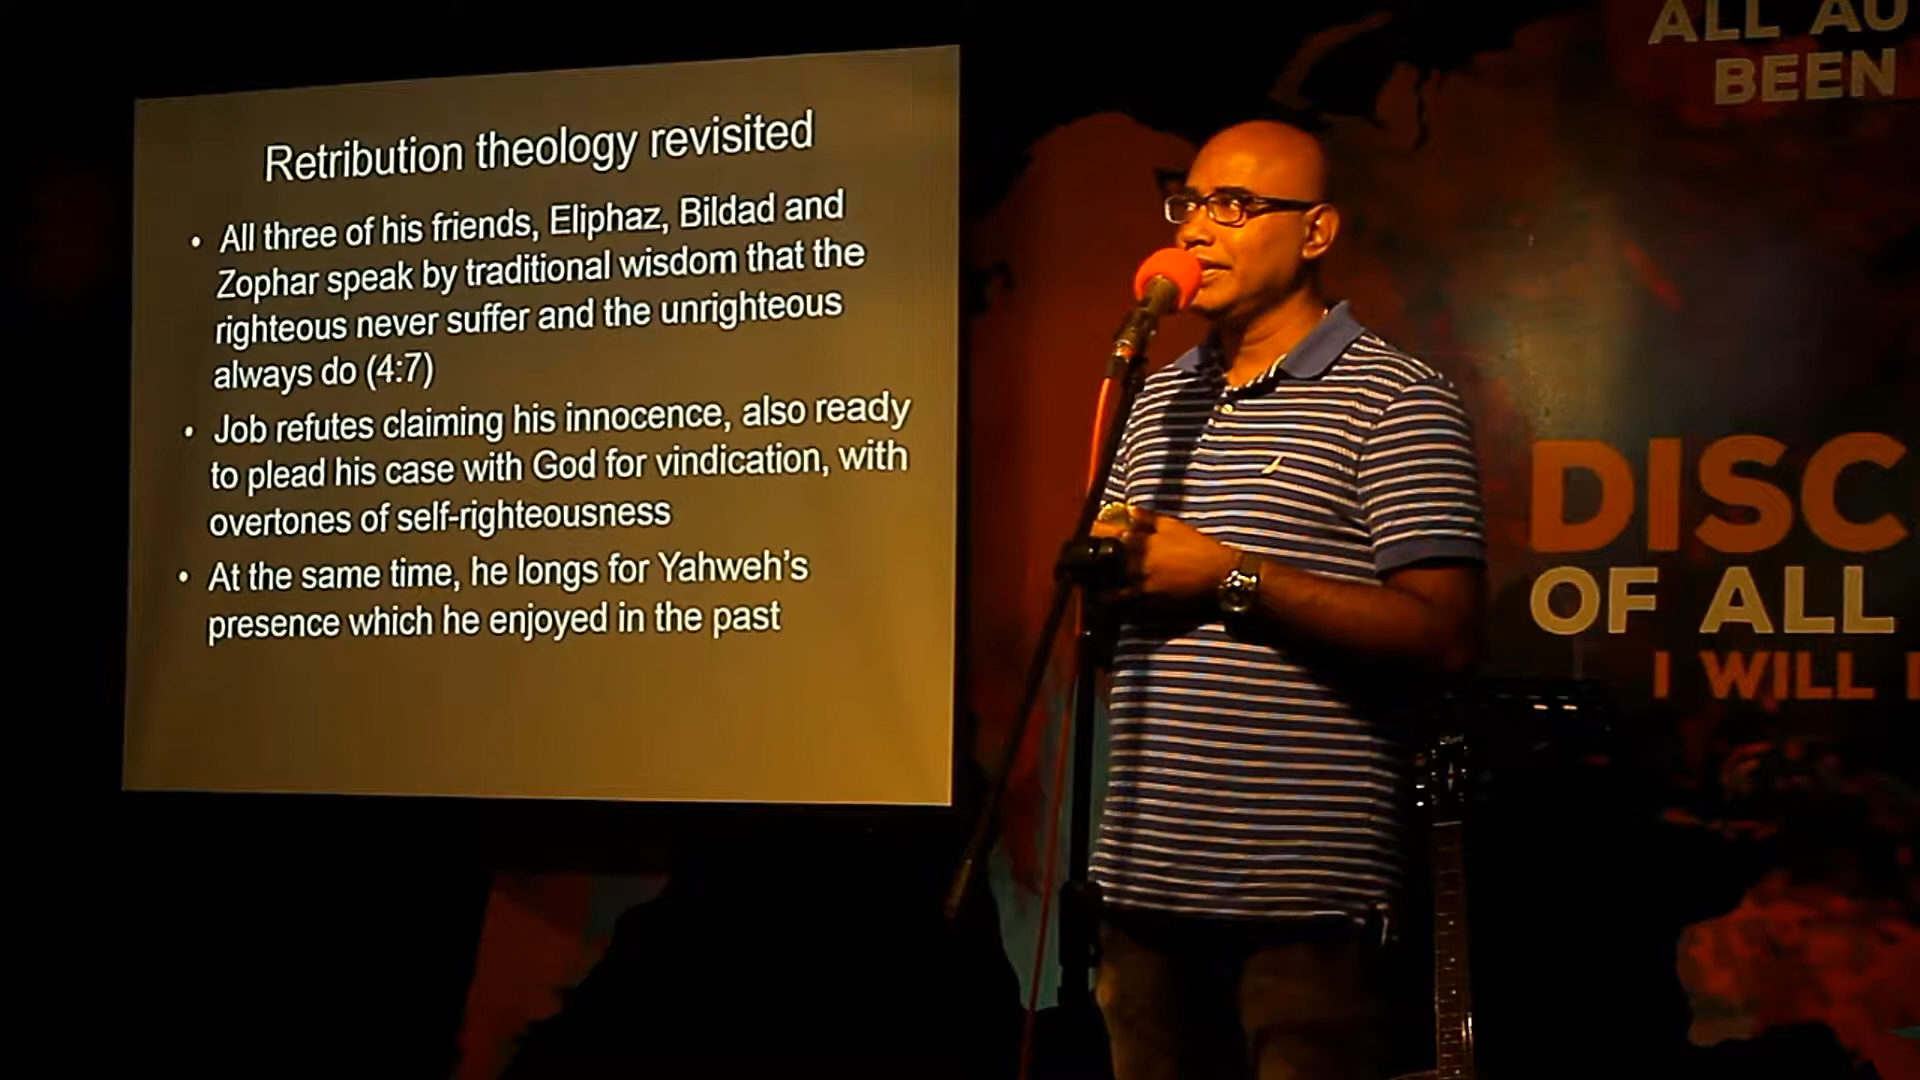 Retribution theology revisited
• All three of his friends, Eliphaz, Bildad and
Zophar speak by traditional wisdom that the
righteous never suffer and the unrighteous
always do (4:7)
• Job refutes claiming his innocence, also ready
to plead his case with God for vindication, with
overtones of self-righteousness
• At the same time, he longs for Yahweh's
presence which he enjoyed in the past
ALL AU
BEEN
DISC
OF ALL
I WILL